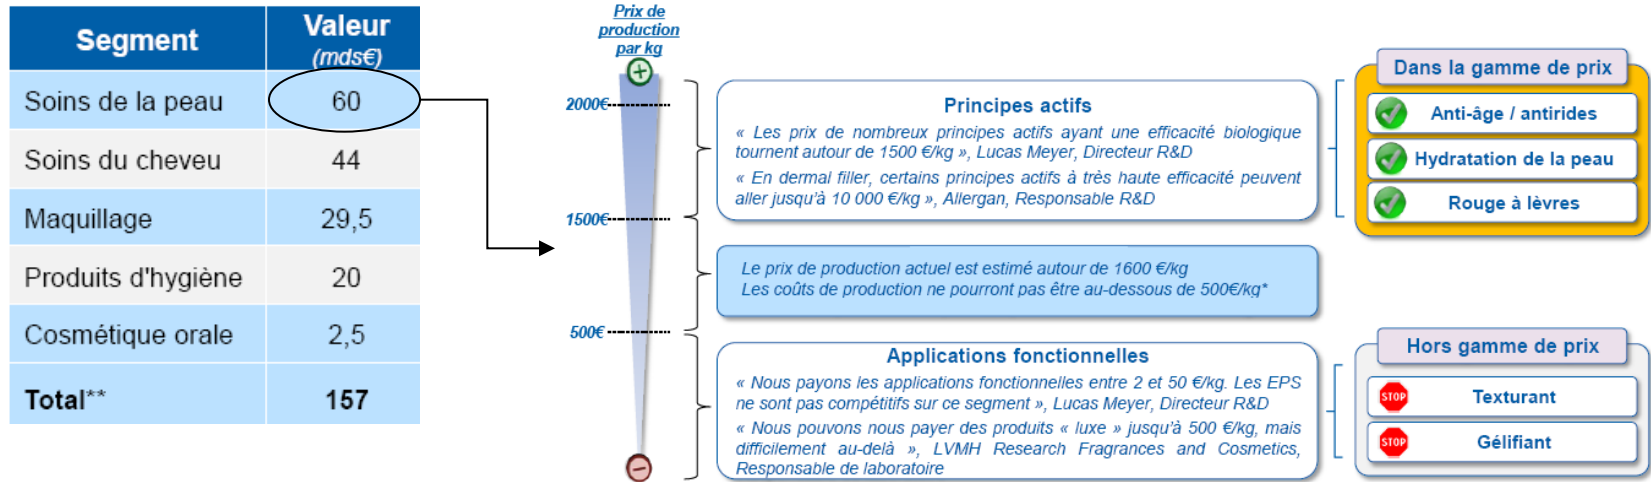 Segment Valeur
(mds€)
Soins de la peau 60
Soins du cheveu 44
Maquillage 29,5
Produits d'hygiène 20
Cosmétique orale 2,5
Total** 157
Prix de
production
par kg
2000€
1500€
500€
Principes actifs
« Les prix de nombreux principes actifs ayant une efficacité biologique
tournent autour de 1500 €/kg », Lucas Meyer, Directeur R&D
« En dermal filler, certains principes actifs à très haute efficacité peuvent
aller jusqu'à 10 000 €/kg », Allergan, Responsable R&D
Le prix de production actuel est estimé autour de 1600 €/kg
Les coûts de production ne pourront pas être au-dessous de 500€/kg*
Applications fonctionnelles
« Nous payons les applications fonctionnelles entre 2 et 50 €/kg. Les EPS
ne sont pas compétitifs sur ce segment », Lucas Meyer, Directeur R&D
« Nous pouvons nous payer des produits « luxe » jusqu'à 500 €/kg, mais
difficilement au-delà », LVMH Research Fragrances and Cosmetics,
Responsable de laboratoire
Dans la gamme de prix
Anti-âge / antirides
Hydratation de la peau
Rouge à lèvres
Hors gamme de prix
STOP Texturant
STOP Gélifiant